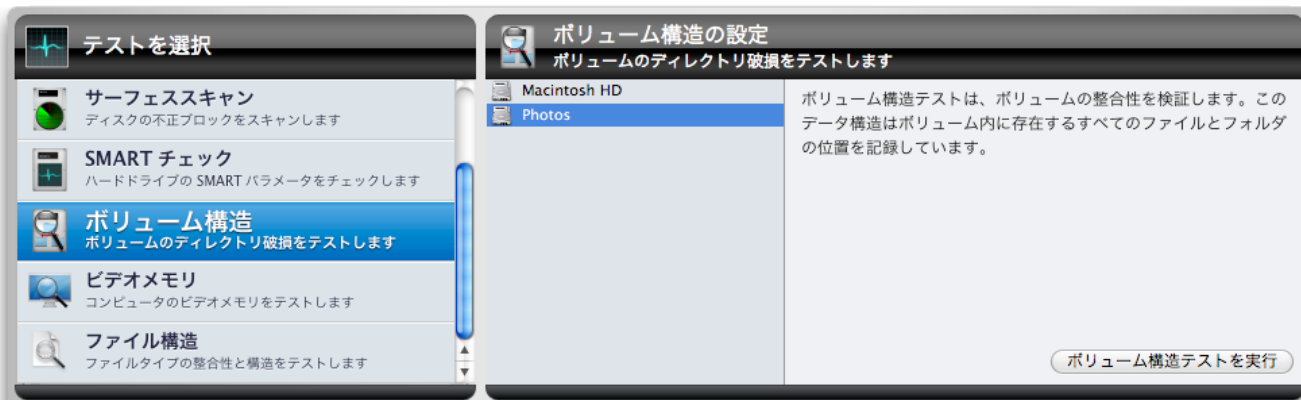 テストを選択
サーフェススキャン
ディスクの不正ブロックをスキャンします
SMART チェック
ハードドライブの SMART パラメータをチェックします
ボリューム構造
ボリュームのディレクトリ破損をテストします
ビデオメモリ
コンピュータのビデオメモリをテストします
ファイル構造
ファイルタイプの整合性と構造をテストします
ボリューム構造の設定
ボリュームのディレクトリ破損をテストします
Macintosh HD
Photos
ボリューム構造テストは、ボリュームの整合性を検証します。この
データ構造はボリューム内に存在するすべてのファイルとフォルダ
の位置を記録しています。
ボリューム構造テストを実行